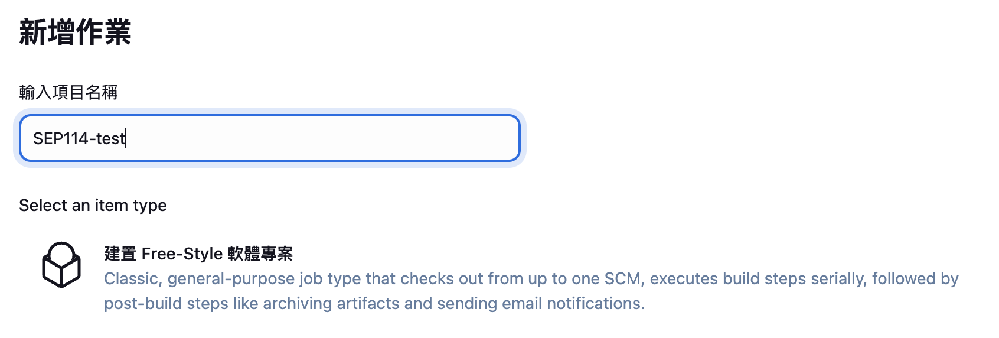 新增作業
輸入項目名稱
SEP114-test
Select an item type
建置 Free-Style 軟體專案
Classic, general-purpose job type that checks out from up to one SCM, executes build steps serially, followed by
post-build steps like archiving artifacts and sending email notifications.